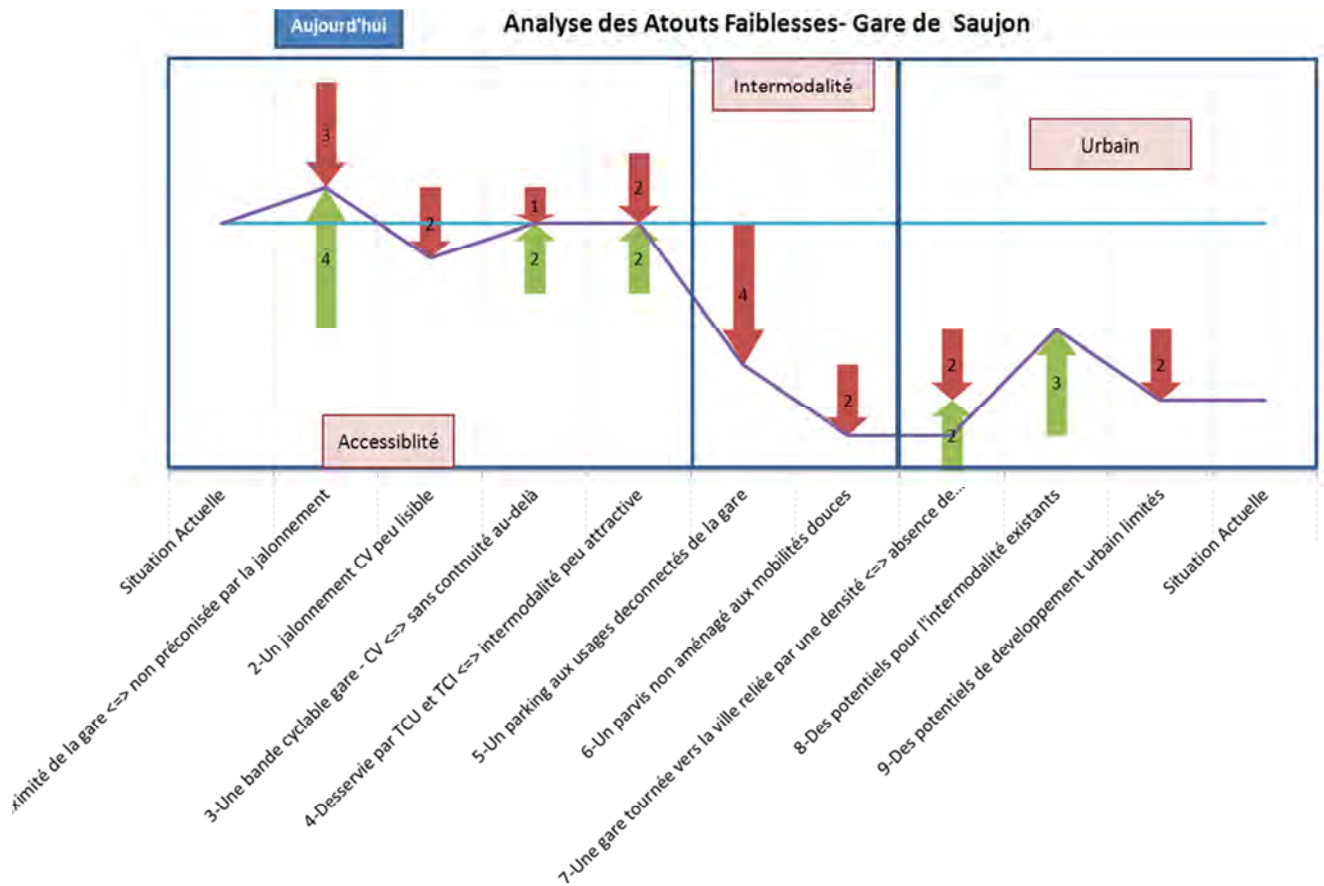 Aujourd'hui
Analyse des Atouts Faiblesses- Gare de Saujon
Intermodalité
Urbain
Accessiblité
3
4
2
1
2
2
2
4
2
2
2
3
2
Situation Actuelle
de la gare <=> non préconisée par la jalonnement
2-Un jalonnement CV peu lisible
3-Une bande cyclable gare - CV <=> sans contnuité au-delà
4-Desservie par TCU et TCI <=> intermodalité peu attractive
5-Un parking aux usages deconnectés de la gare
6-Un parvis non aménagé aux mobilités douces
7-Une gare tournée vers la ville reliée par une densité <=> absence de...
8-Des potentiels pour l'intermodalité existants
9-Des potentiels de developpement urbain limités
Situation Actuelle